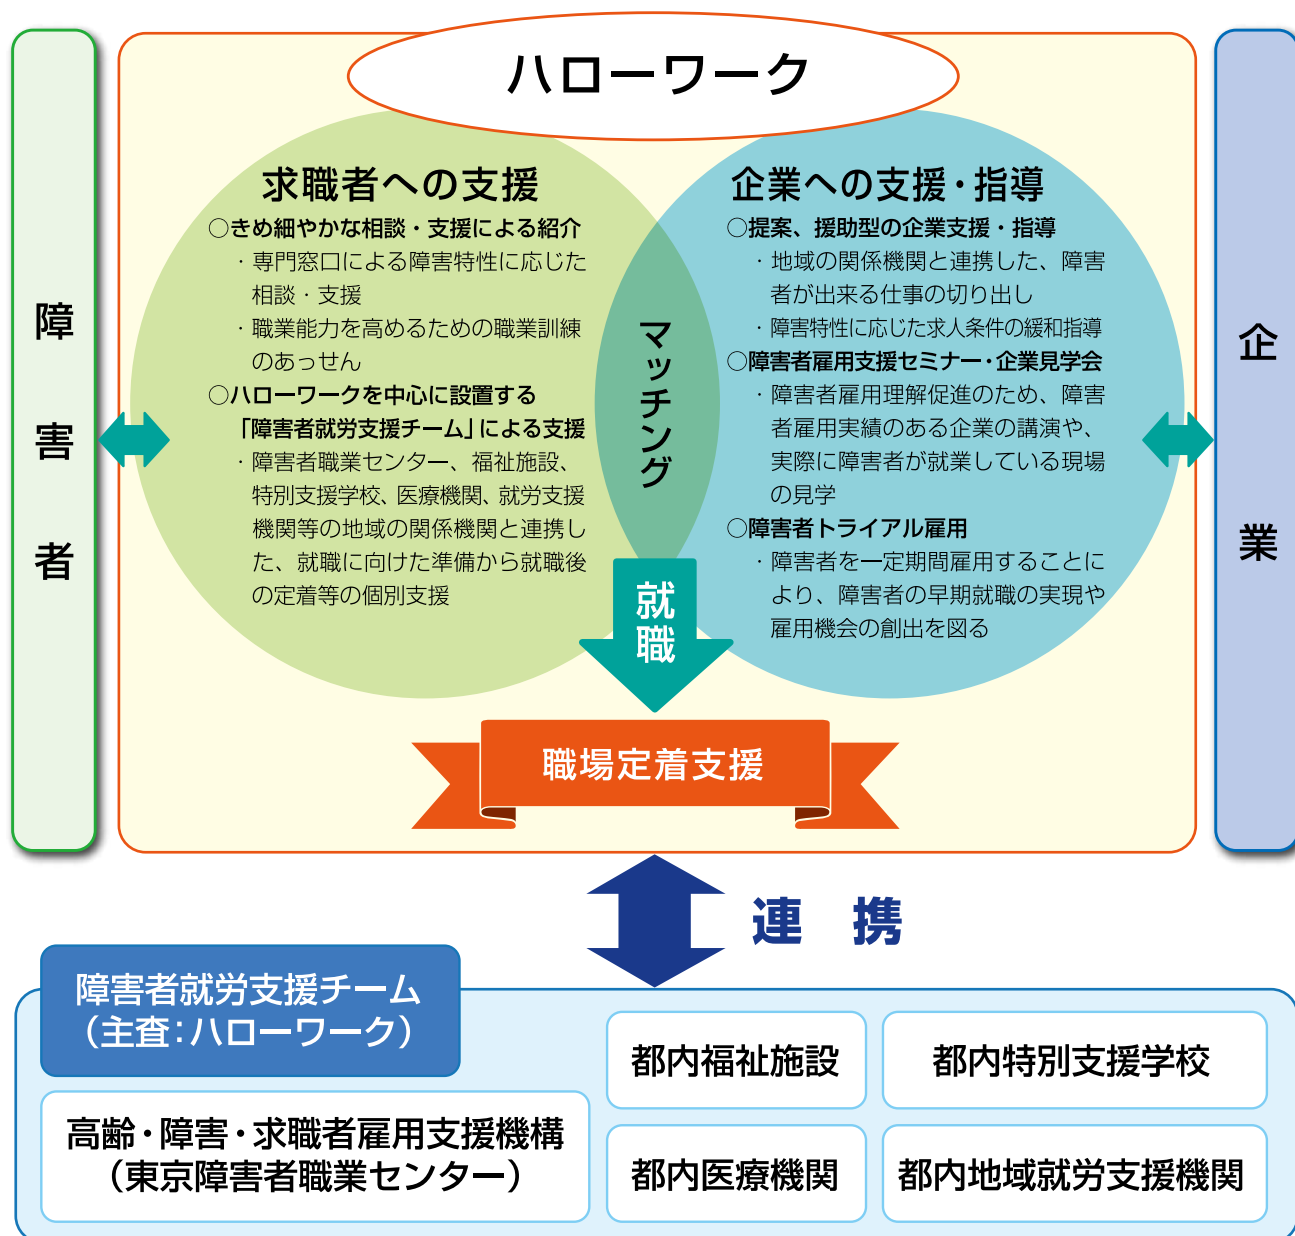 ハローワーク
障害者
求職者への支援
○きめ細やかな相談・支援による紹介
・専門窓口による障害特性に応じた
相談・支援
・職業能力を高めるための職業訓練
のあっせん
○ハローワークを中心に設置する
「障害者就労支援チーム」による支援
・障害者職業センター、福祉施設、
特別支援学校、医療機関、就労支援
機関等の地域の関係機関と連携し
た、就職に向けた準備から就職後
の定着等の個別支援
マッチング
企業への支援・指導
○提案、援助型の企業支援・指導
・地域の関係機関と連携した、障害
者が出来る仕事の切り出し
・障害特性に応じた求人条件の緩和指導
○障害者雇用支援セミナー・企業見学会
・障害者雇用理解促進のため、障害
者雇用実績のある企業の講演や、
実際に障害者が就業している現場
の見学
○障害者トライアル雇用
・障害者を一定期間雇用することに
より、障害者の早期就職の実現や
雇用機会の創出を図る
企業
就職
職場定着支援
連携
障害者就労支援チーム
（主査：ハローワーク）
高齢・障害・求職者雇用支援機構
（東京障害者職業センター）
都内福祉施設
都内特別支援学校
都内医療機関
都内地域就労支援機関